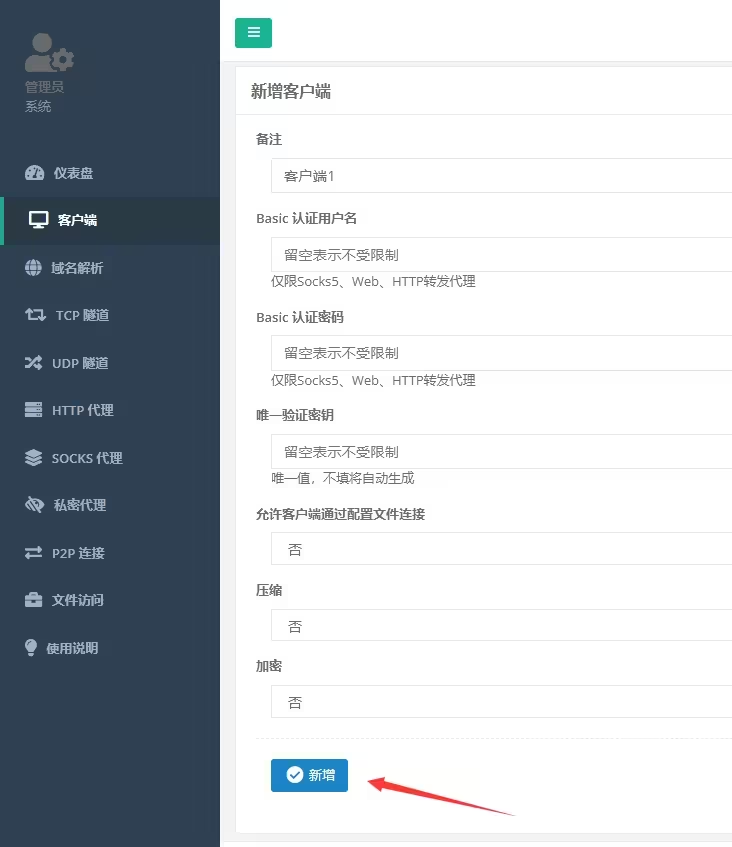 管理员
系统
仪表盘
客户端
域名解析
TCP 隧道
UDP 隧道
HTTP 代理
SOCKS 代理
私密代理
P2P 连接
文件访问
使用说明
新增客户端
备注
客户端1
Basic 认证用户名
留空表示不受限制
仅限Socks5、Web、HTTP转发代理
Basic 认证密码
留空表示不受限制
仅限Socks5、Web、HTTP转发代理
唯一验证密钥
留空表示不受限制
唯一值，不填将自动生成
允许客户端通过配置文件连接
否
压缩
否
加密
否
新增